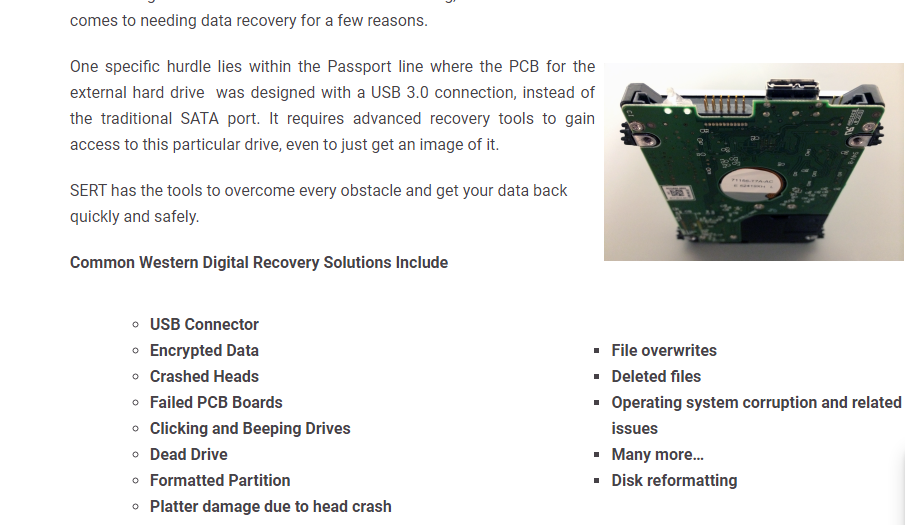 comes to needing data recovery for a few reasons.
One specific hurdle lies within the Passport line where the PCB for the
external hard drive was designed with a USB 3.0 connection, instead of
the traditional SATA port. It requires advanced recovery tools to gain
access to this particular drive, even to just get an image of it.
SERT has the tools to overcome every obstacle and get your data back
quickly and safely.
Common Western Digital Recovery Solutions Include
USB Connector
Encrypted Data
Crashed Heads
Failed PCB Boards
Clicking and Beeping Drives
Dead Drive
Formatted Partition
Platter damage due to head crash
File overwrites
Deleted files
Operating system corruption and related
issues
Many more...
Disk reformatting